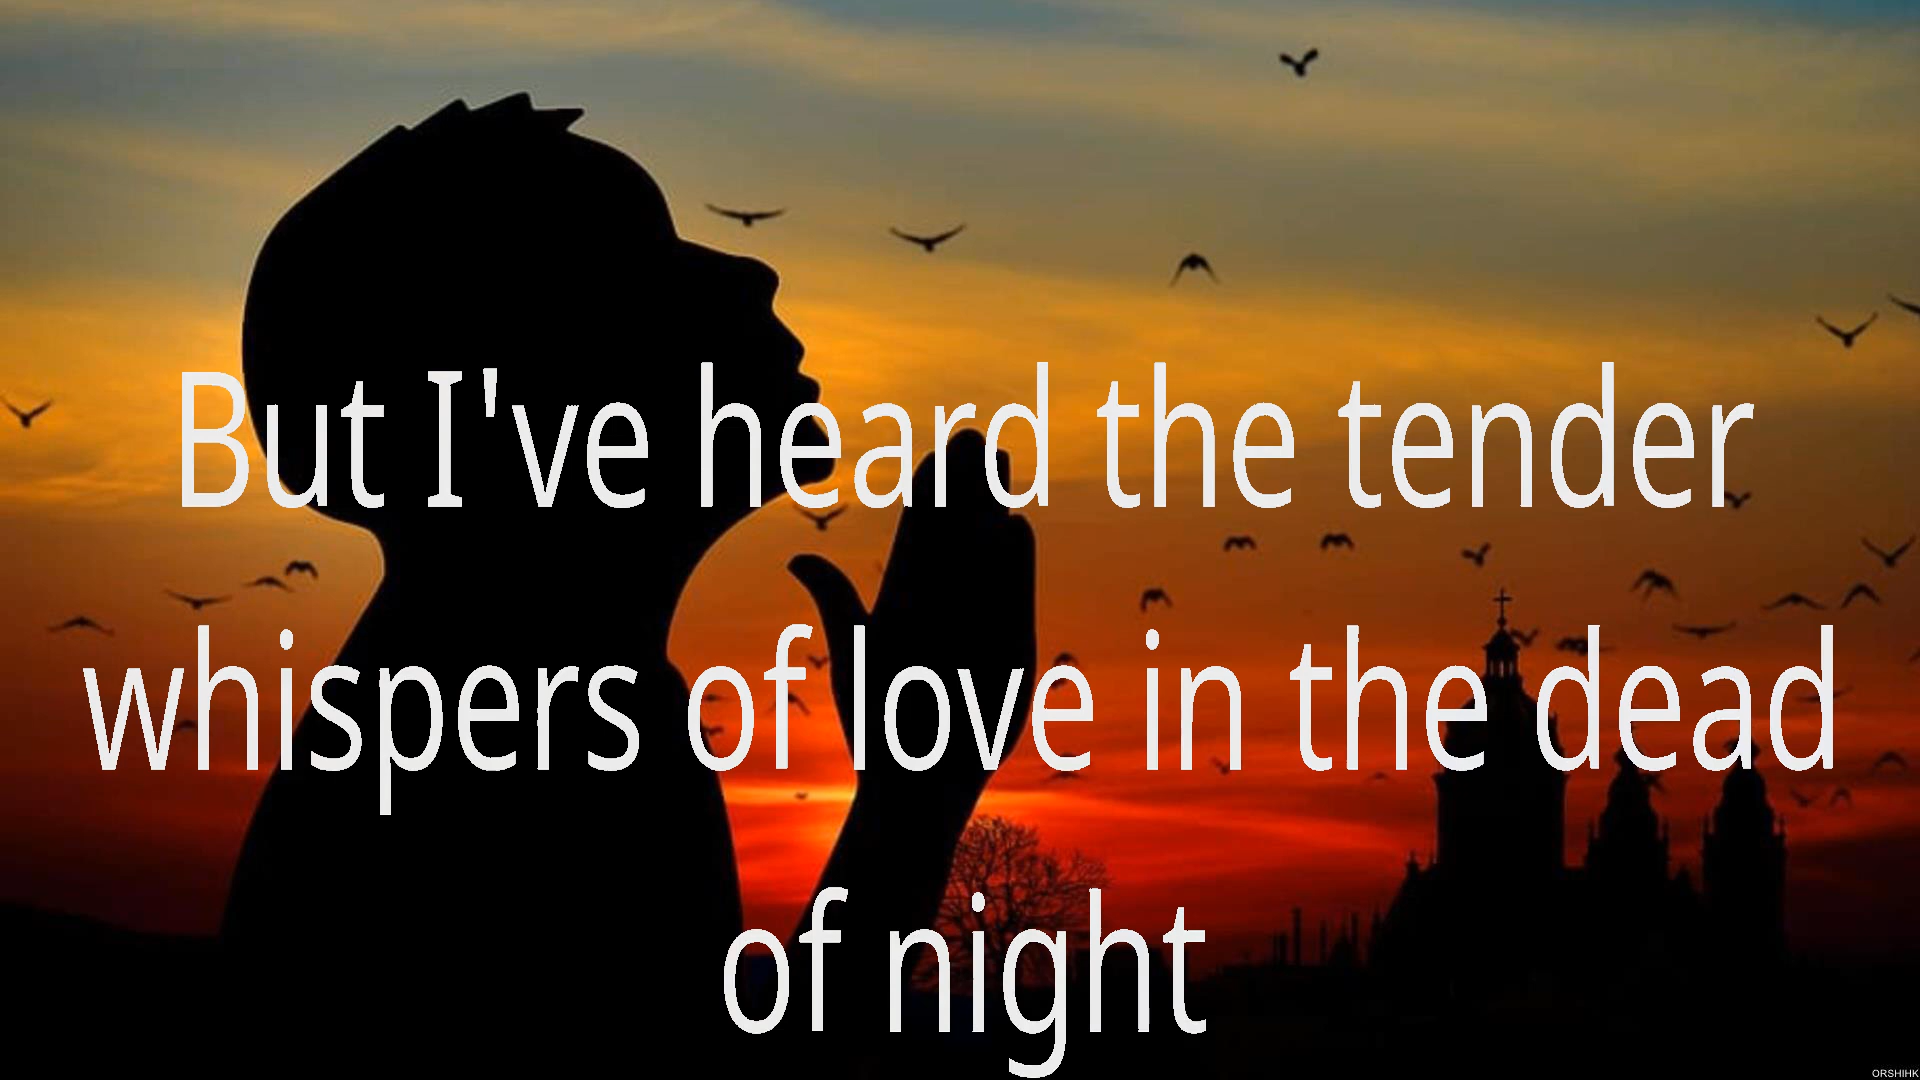 But I've heard the tender
whispers of love in the dead
of night
ORSHIHK